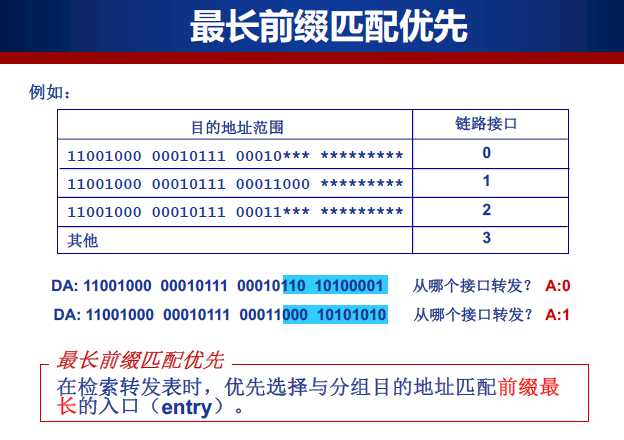 最长前缀匹配优先
例如：
目的地址范围 链路接口
11001000 00010111 00010*** ********* 0
11001000 00010111 00011000 ********* 1
11001000 00010111 00011*** ********* 2
其他 3
DA: 11001000 00010111 00010110 10100001 从哪个接口转发？ A:0
DA: 11001000 00010111 00011000 10101010 从哪个接口转发？ A:1
最长前缀匹配优先
在检索转发表时，优先选择与分组目的地址匹配前缀最
长的入口（entry）。